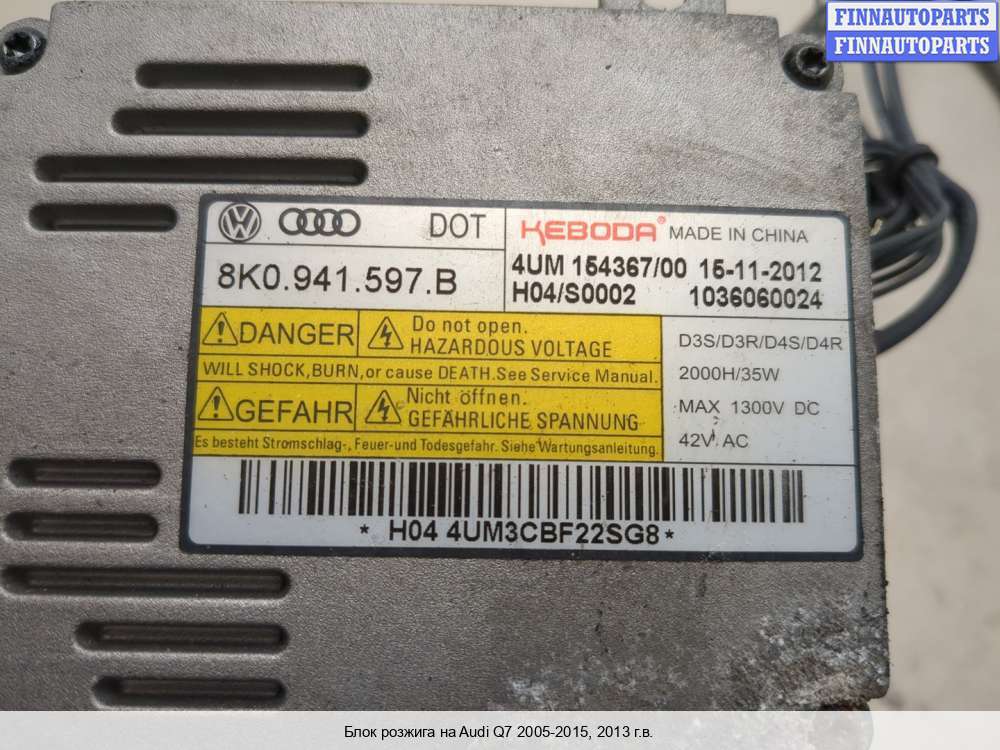 FINNAUTOPARTS
FINNAUTOPARTS
DOT
8K0.941.597.B
KEBODA® MADE IN CHINA
4UM 154367/00 15-11-2012
H04/S0002 1036060024
DANGER
Do not open.
HAZARDOUS VOLTAGE
WILL SHOCK,BURN,or cause DEATH.See Service Manual.
GEFAHR
Nicht öffnen.
GEFÄHRLICHE SPANNUNG
Es besteht Stromschlag-, Feuer-und Todesgefahr. Siehe Wartungsanleitung.
D3S/D3R/D4S/D4R
2000H/35W
MAX 1300V DC
42V AC
* H04 4UM3CBF22SG8 *
Блок розжига на Audi Q7 2005-2015, 2013 г.в.